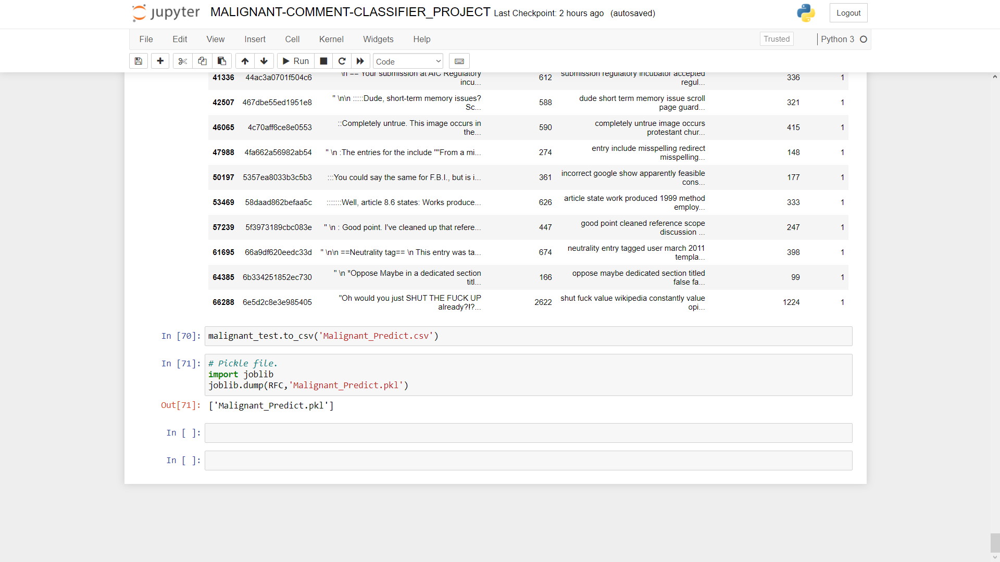 jupyter MALIGNANT-COMMENT-CLASSIFIER_PROJECT Last Checkpoint: 2 hours ago (autosaved) Logout
File Edit View Insert Cell Kernel Widgets Help Trusted Python 3
Run Code
41336 44ac3a0701f504c6 \n == Your submission at AfC Regulatory incu... 612 submission regulatory incubator accepted regul... 336 1
42507 467dbe55ed1951e8 " \n\n :::::Dude, short-term memory issues? Sc... 588 dude short term memory issue scroll page guard... 321 1
46065 4c70aff6ce8e0553 ::Completely untrue. This image occurs in the... 590 completely untrue image occurs protestant chur... 415 1
47988 4fa662a56982ab54 " \n :The entries for the include ""From a mi... 274 entry include misspelling redirect misspelling... 148 1
50197 5357ea8033b3c5b3 :::You could say the same for F.B.I., but is i... 361 incorrect google show apparently feasible cons... 177 1
53469 58daad862befaa5c :::::::Well, article 8.6 states: Works produce... 626 article state work produced 1999 method employ... 333 1
57239 5f3973189cbc083e " \n : Good point. I've cleaned up that refere... 447 good point cleaned reference scope discussion ... 247 1
61695 66a9df620eedc33d " \n\n ==Neutrality tag== \n This entry was ta... 674 neutrality entry tagged user march 2011 templa... 398 1
64385 6b334251852ec730 " \n *Oppose Maybe in a dedicated section titl... 166 oppose maybe dedicated section titled false fa... 99 1
66288 6e5d2c8e3e985405 "Oh would you just SHUT THE FUCK UP already?!?... 2622 shut fuck value wikipedia constantly value opi... 1224 1
In [70]: malignant_test.to_csv('Malignant_Predict.csv')
In [71]: # Pickle file.
import joblib
joblib.dump(RFC,'Malignant_Predict.pkl')
Out[71]: ['Malignant_Predict.pkl']
In [ ]:
In [ ]: